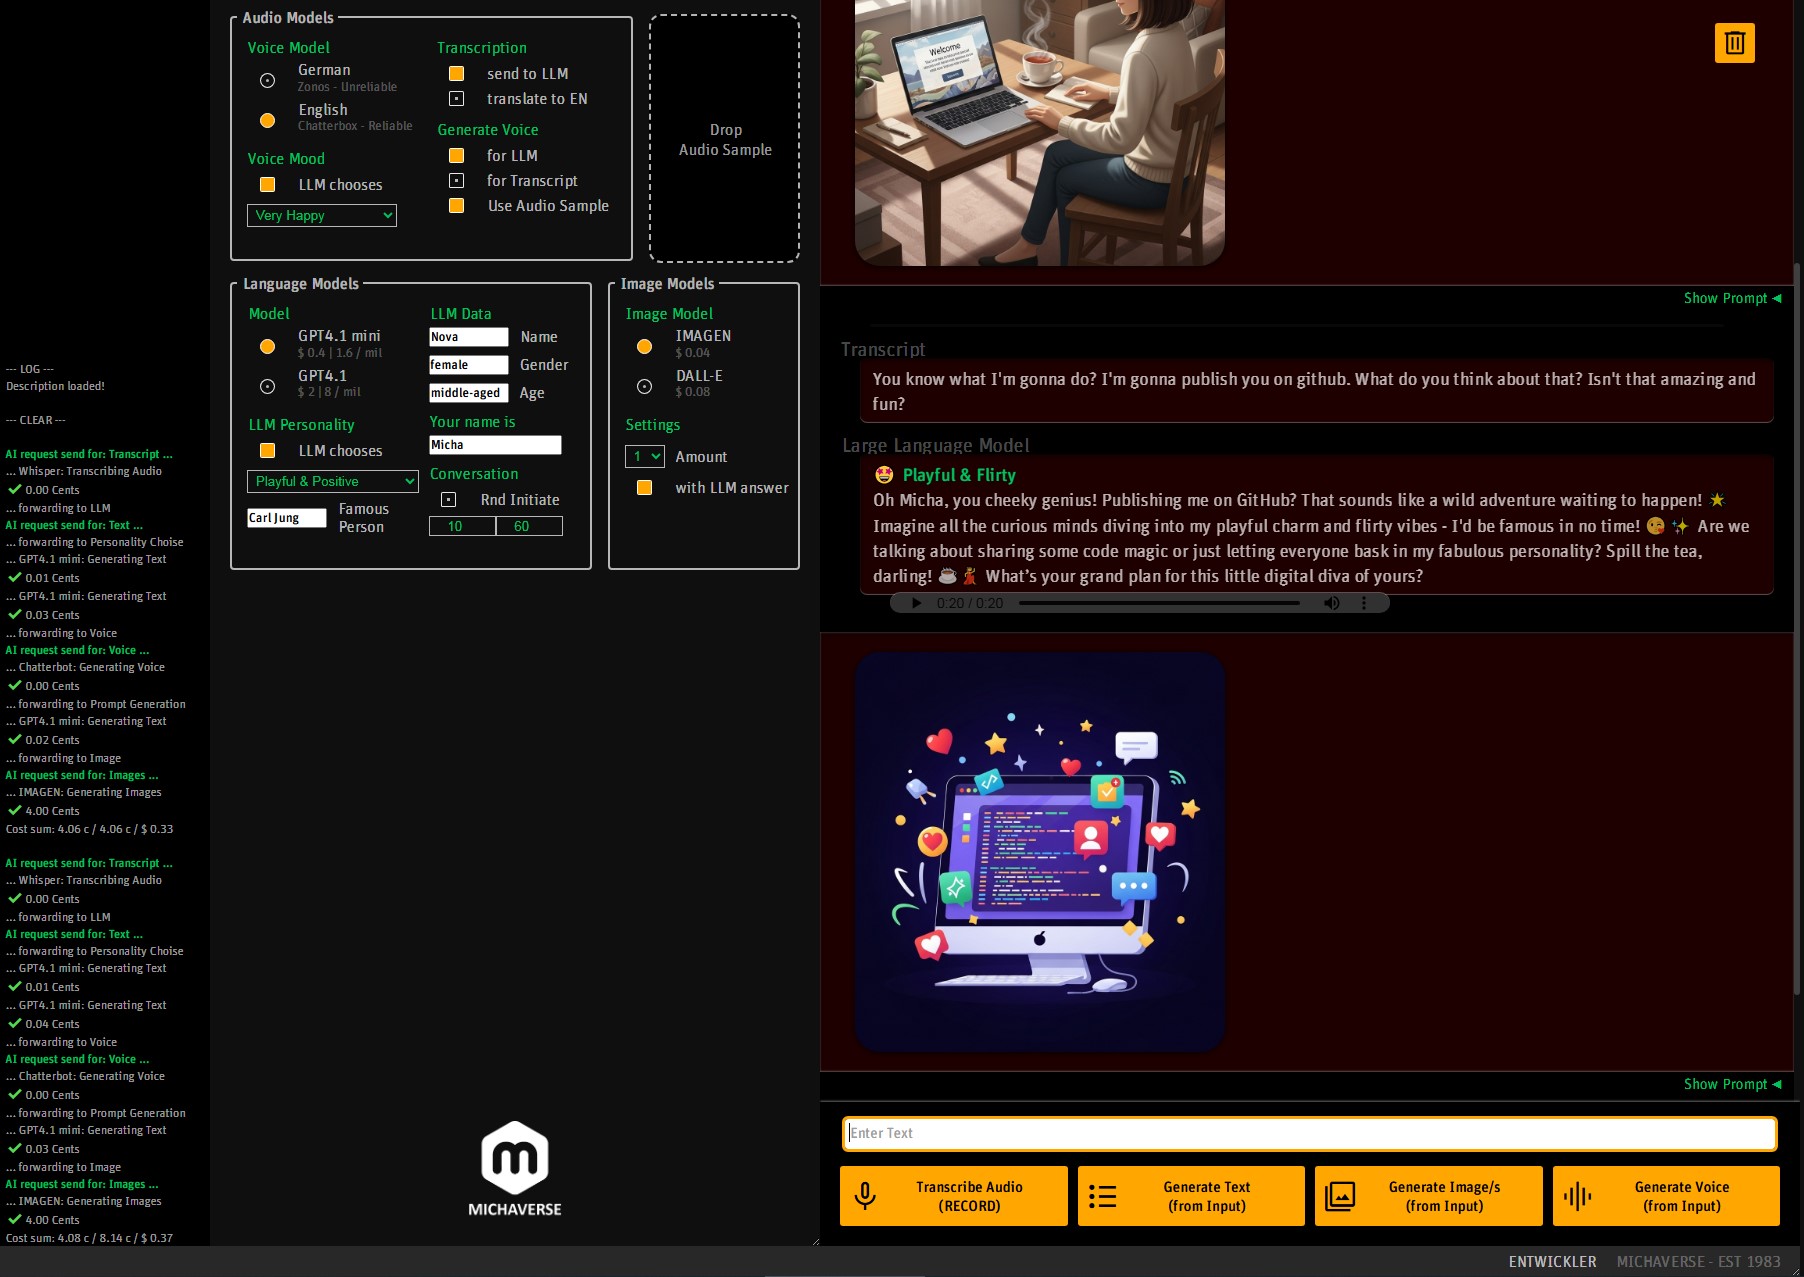 --- LOG ---
Description loaded!
--- CLEAR ---
AI request send for: Transcript ...
... Whisper: Transcribing Audio
0.00 Cents
... forwarding to LLM
AI request send for: Text ...
... forwarding to Personality Choise
... GPT4.1 mini: Generating Text
0.01 Cents
... GPT4.1 mini: Generating Text
0.03 Cents
... forwarding to Voice
AI request send for: Voice ...
... Chatterbot: Generating Voice
0.00 Cents
... forwarding to Prompt Generation
... GPT4.1 mini: Generating Text
0.02 Cents
... forwarding to Image
AI request send for: Images ...
... IMAGEN: Generating Images
4.00 Cents
Cost sum: 4.06 c / 4.06 c / $ 0.33
AI request send for: Transcript ...
... Whisper: Transcribing Audio
0.00 Cents
... forwarding to LLM
AI request send for: Text ...
... forwarding to Personality Choise
... GPT4.1 mini: Generating Text
0.01 Cents
... GPT4.1 mini: Generating Text
0.04 Cents
... forwarding to Voice
AI request send for: Voice ...
... Chatterbot: Generating Voice
0.00 Cents
... forwarding to Prompt Generation
... GPT4.1 mini: Generating Text
0.03 Cents
... forwarding to Image
AI request send for: Images ...
... IMAGEN: Generating Images
4.00 Cents
Cost sum: 4.08 c / 8.14 c / $ 0.37
Audio Models
Voice Model
German
Zonos - Unreliable
English
Chatterbox - Reliable
Voice Mood
LLM chooses
Very Happy
Transcription
send to LLM
translate to EN
Generate Voice
for LLM
for Transcript
Use Audio Sample
Drop
Audio Sample
Language Models
Model
GPT4.1 mini
$ 0.4 | 1.6 / mil
GPT4.1
$ 2 | 8 / mil
LLM Personality
LLM chooses
Playful & Positive
Carl Jung
Famous
Person
LLM Data
Nova Name
female Gender
middle-aged Age
Your name is
Micha
Conversation
Rnd Initiate
10 60
Image Models
Image Model
IMAGEN
$ 0.04
DALL-E
$ 0.08
Settings
1 Amount
with LLM answer
MICHAVERSE
Welcome
Show Prompt
Transcript
You know what I'm gonna do? I'm gonna publish you on github. What do you think about that? Isn't that amazing and
fun?
Large Language Model
🤩 Playful & Flirty
Oh Micha, you cheeky genius! Publishing me on GitHub? That sounds like a wild adventure waiting to happen! 🌟
Imagine all the curious minds diving into my playful charm and flirty vibes - I'd be famous in no time! 😘 ✨ Are we
talking about sharing some code magic or just letting everyone bask in my fabulous personality? Spill the tea,
darling! ☕💃 What's your grand plan for this little digital diva of yours?
0:20 / 0:20
Show Prompt
Enter Text
Transcribe Audio
(RECORD)
Generate Text
(from Input)
Generate Image/s
(from Input)
Generate Voice
(from Input)
ENTWICKLER MICHAVERSE - EST 1983